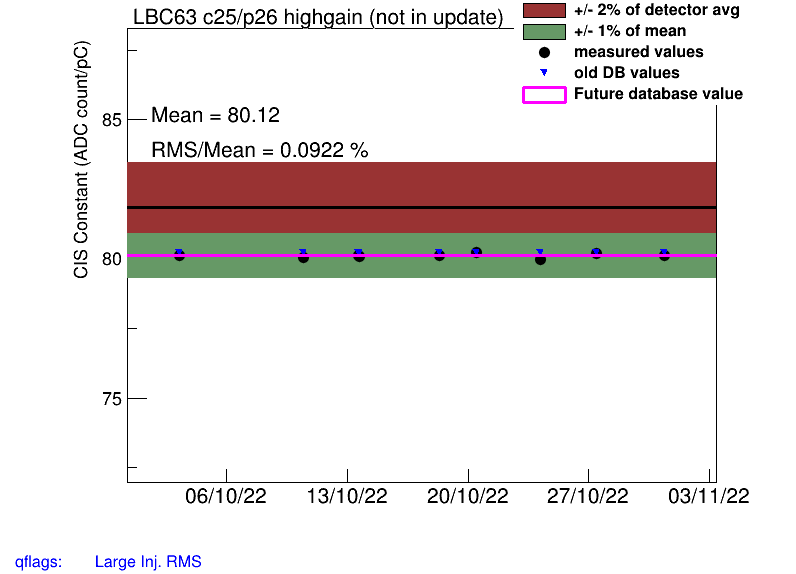 LBC63 c25/p26 highgain (not in update)
+/- 2% of detector avg
+/- 1% of mean
measured values
old DB values
Future database value
CIS Constant (ADC count/pC)
Mean = 80.12
RMS/Mean = 0.0922 %
85
80
75
06/10/22 13/10/22 20/10/22 27/10/22 03/11/22
qflags: Large Inj. RMS